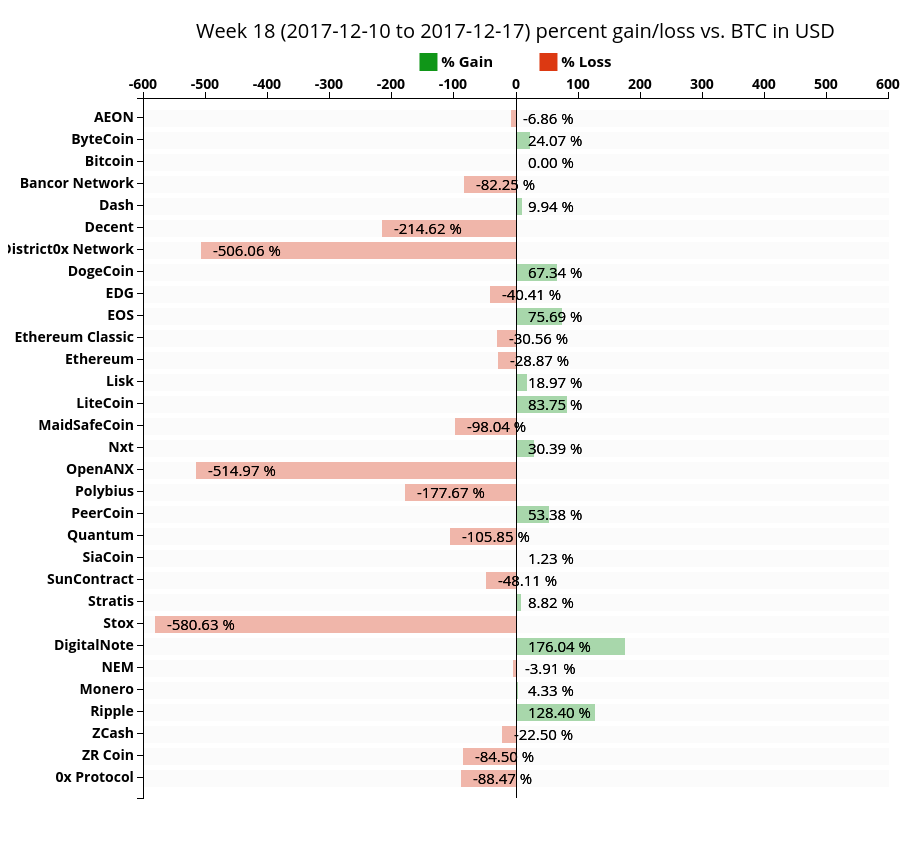 Week 18 (2017-12-10 to 2017-12-17) percent gain/loss vs. BTC in USD
% Gain % Loss
-600 -500 -400 -300 -200 -100 0 100 200 300 400 500 600
AEON -6.86 %
ByteCoin 24.07 %
Bitcoin 0.00 %
Bancor Network -82.25 %
Dash 9.94 %
Decent -214.62 %
District0x Network -506.06 %
DogeCoin 67.34 %
EDG -40.41 %
EOS 75.69 %
Ethereum Classic -30.56 %
Ethereum -28.87 %
Lisk 18.97 %
LiteCoin 83.75 %
MaidSafeCoin -98.04 %
Nxt 30.39 %
OpenANX -514.97 %
Polybius -177.67 %
PeerCoin 53.38 %
Quantum -105.85 %
SiaCoin 1.23 %
SunContract -48.11 %
Stratis 8.82 %
Stox -580.63 %
DigitalNote 176.04 %
NEM -3.91 %
Monero 4.33 %
Ripple 128.40 %
ZCash -22.50 %
ZR Coin -84.50 %
0x Protocol -88.47 %